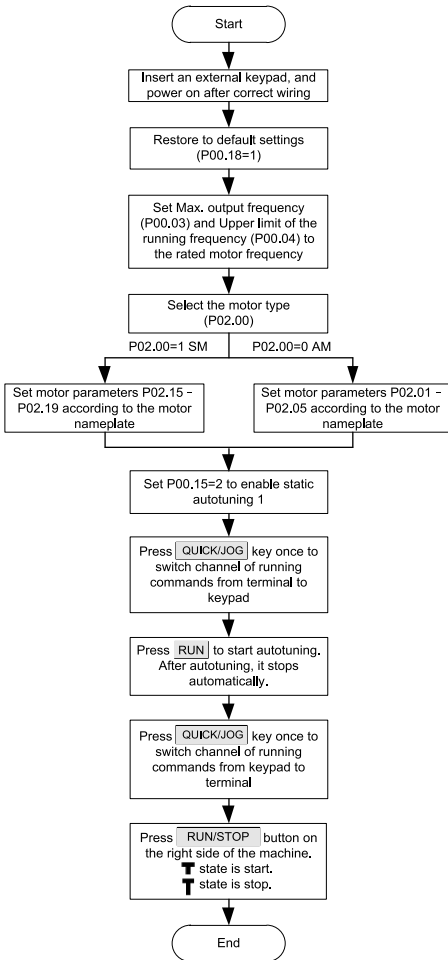 Start
Insert an external keypad, and
power on after correct wiring
Restore to default settings
(P00.18=1)
Set Max. output frequency
(P00.03) and Upper limit of the
running frequency (P00.04) to
the rated motor frequency
Select the motor type
(P02.00)
P02.00=1 SM
P02.00=0 AM
Set motor parameters P02.15 –
P02.19 according to the motor
nameplate
Set motor parameters P02.01 –
P02.05 according to the motor
nameplate
Set P00.15=2 to enable static
autotuning 1
Press QUICK/JOG key once to
switch channel of running
commands from terminal to
keypad
Press RUN to start autotuning.
After autotuning, it stops
automatically.
Press QUICK/JOG key once to
switch channel of running
commands from keypad to
terminal
Press RUN/STOP button on
the right side of the machine.
state is start.
state is stop.
End